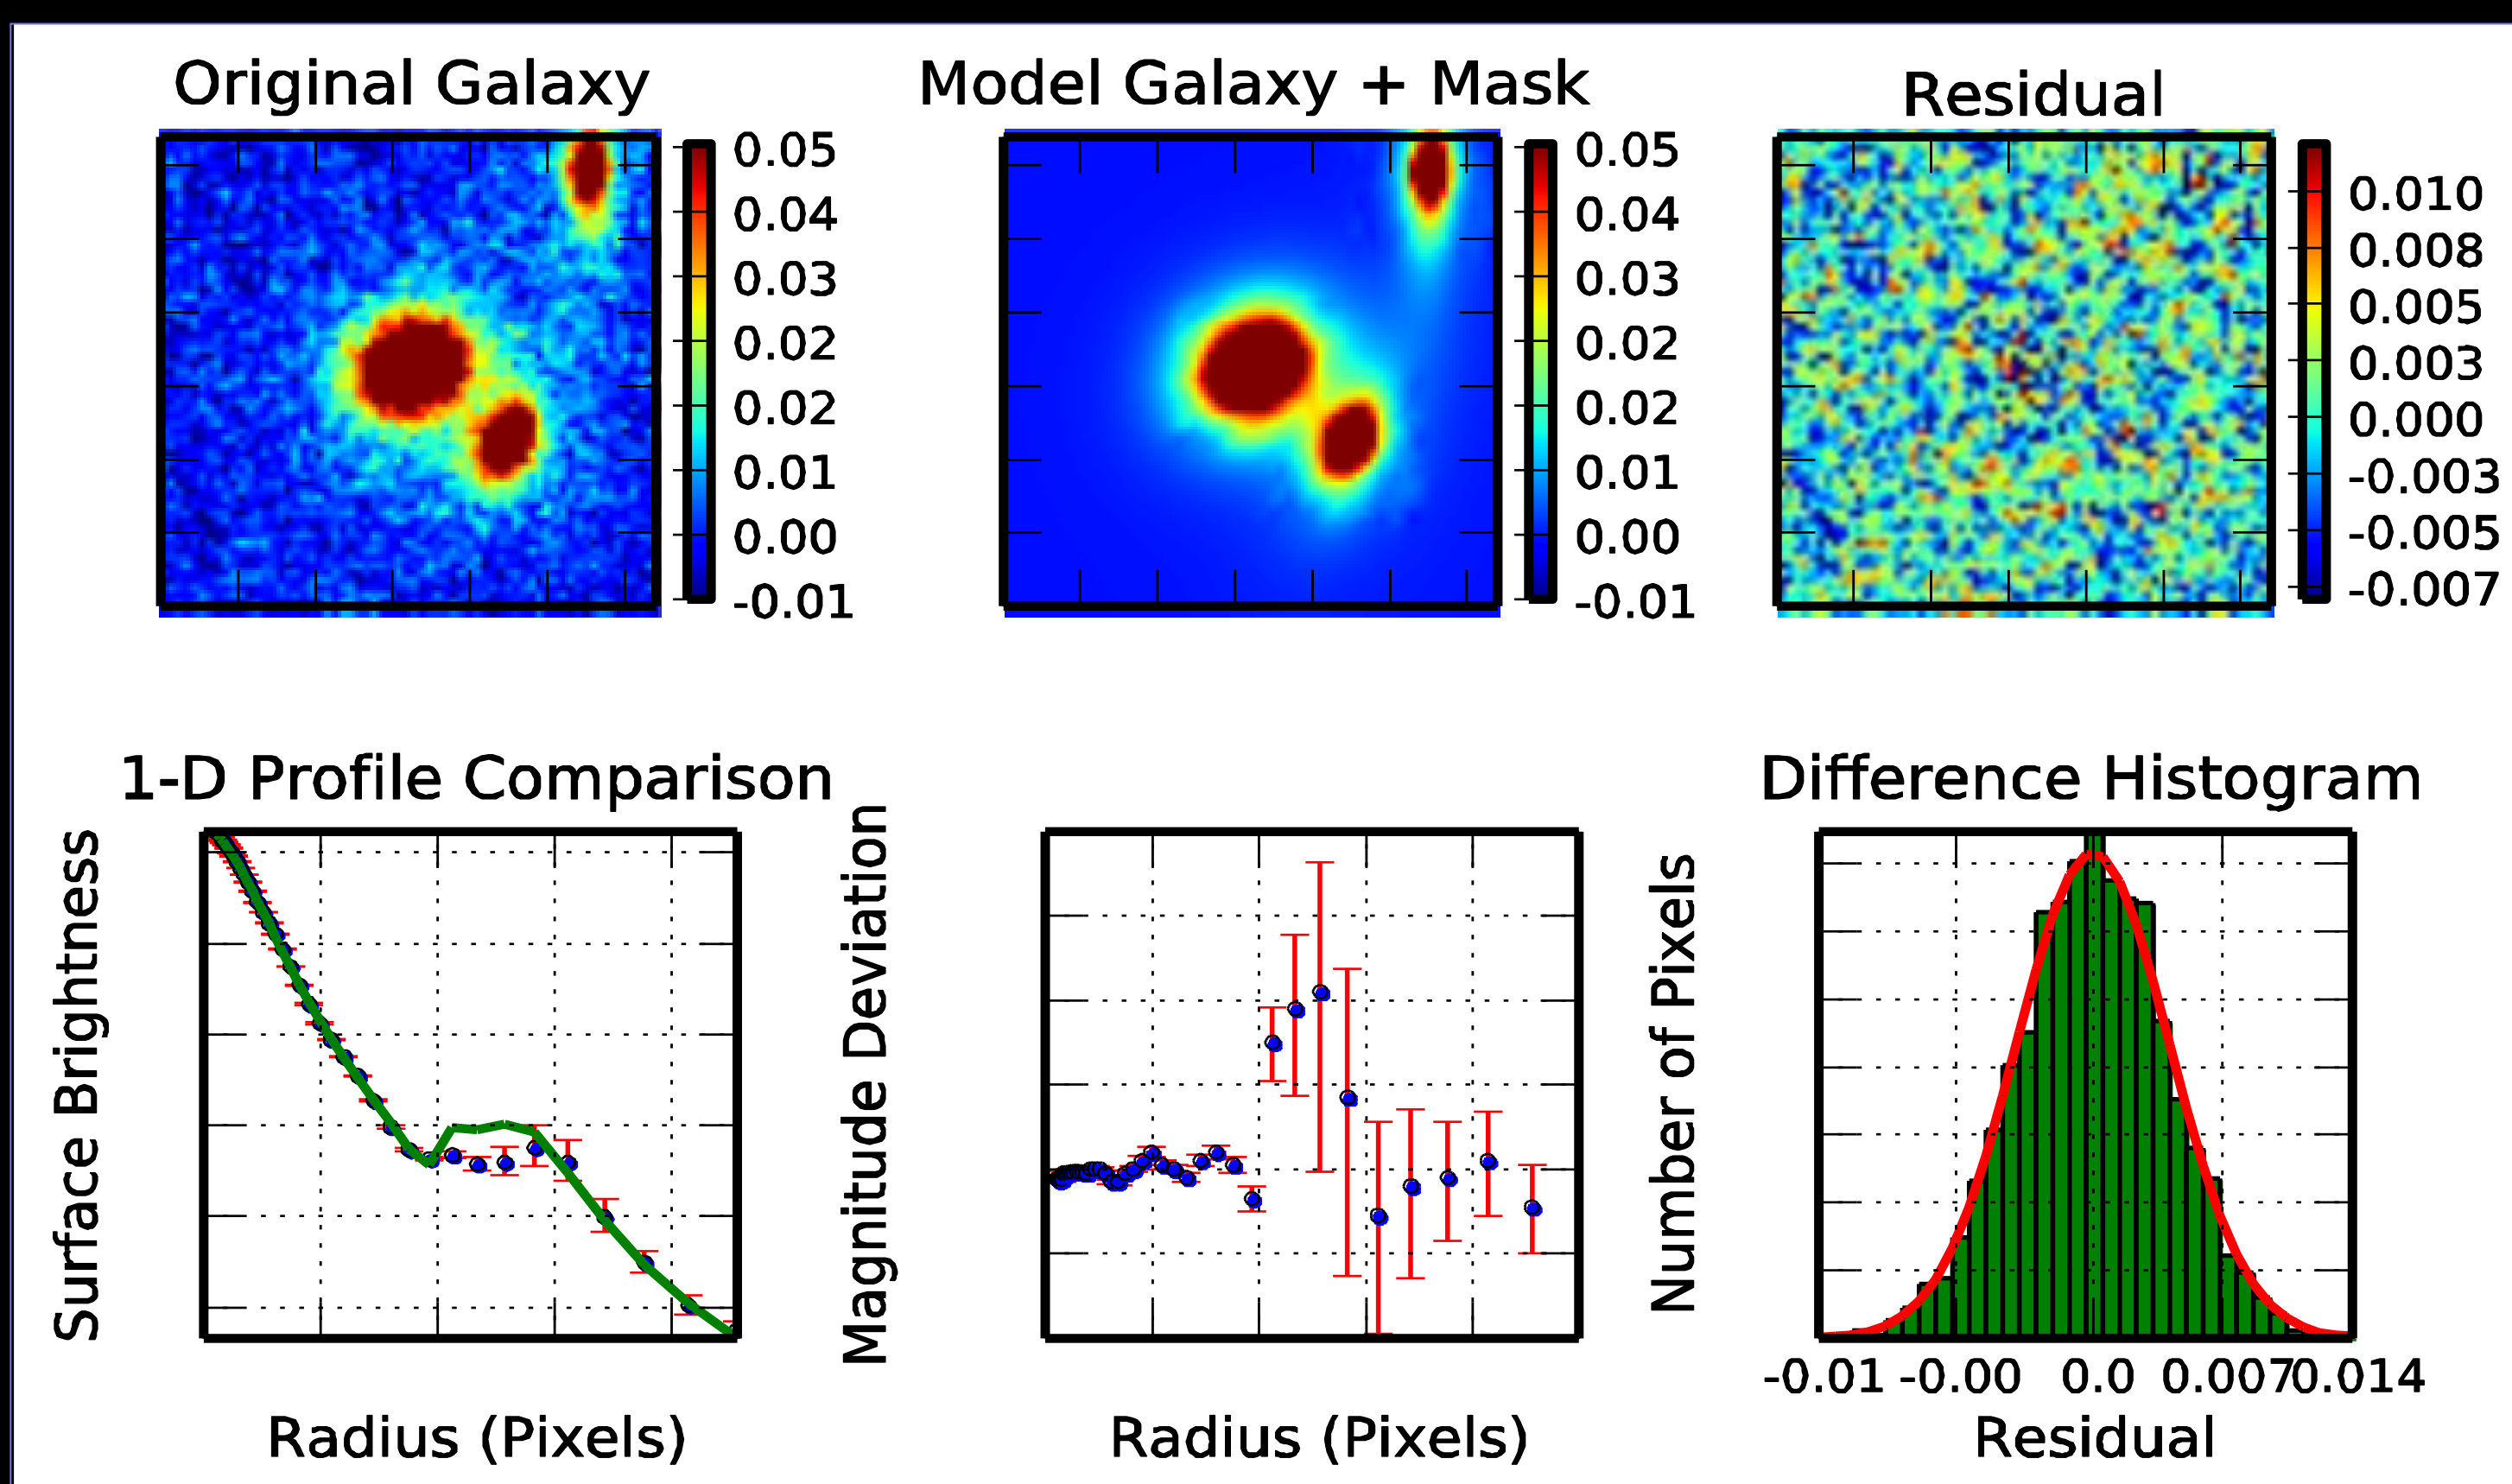 Original Galaxy
0.05
0.04
0.03
0.02
0.02
0.01
0.00
-0.01
Model Galaxy + Mask
0.05
0.04
0.03
0.02
0.02
0.01
0.00
-0.01
Residual
0.010
0.008
0.005
0.003
0.000
-0.003
-0.005
-0.007
1-D Profile Comparison
Surface Brightness
Radius (Pixels)
Magnitude Deviation
Radius (Pixels)
Difference Histogram
Number of Pixels
-0.01 -0.00 0.0 0.007 0.014
Residual